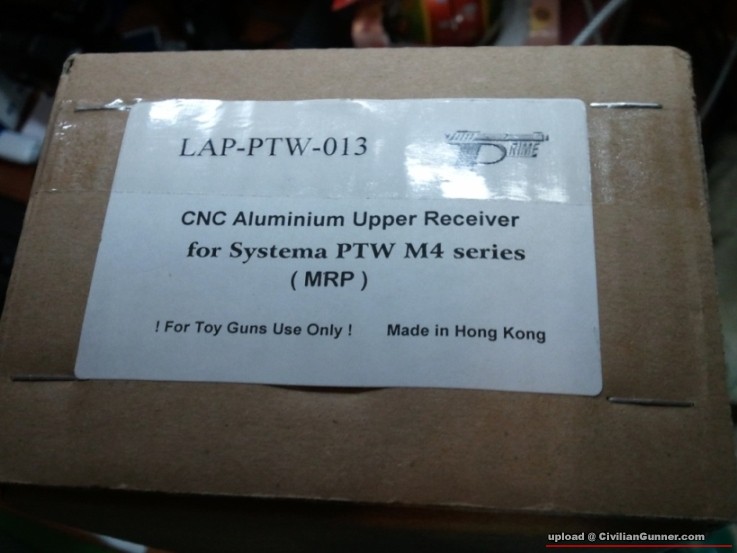 LAP-PTW-013
PRIME
CNC Aluminium Upper Receiver
for Systema PTW M4 series
( MRP )
! For Toy Guns Use Only !
Made in Hong Kong
upload @ CivilianGunner.com